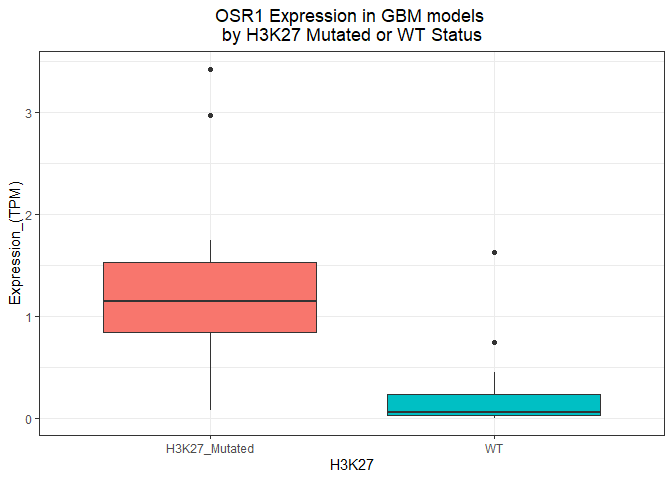 OSR1 Expression in GBM models
by H3K27 Mutated or WT Status
Expression_(TPM)
3
2
1
0
H3K27_Mutated
WT
H3K27